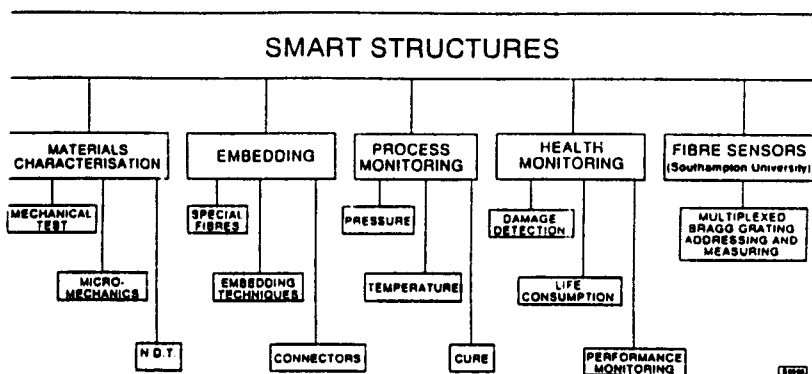 SMART STRUCTURES
MATERIALS
CHARACTERISATION
EMBEDDING
PROCESS
MONITORING
HEALTH
MONITORING
FIBRE SENSORS
(Southampton University)
MECHANICAL
TEST
SPECIAL
FIBRES
PRESSURE
DAMAGE
DETECTION
MULTIPLEXED
BRAGG GRATING
ADDRESSING AND
MEASURING
MICRO-
MECHANICS
EMBEDDING
TECHNIQUES
TEMPERATURE
LIFE
CONSUMPTION
N.D.T.
CONNECTORS
CURE
PERFORMANCE
MONITORING